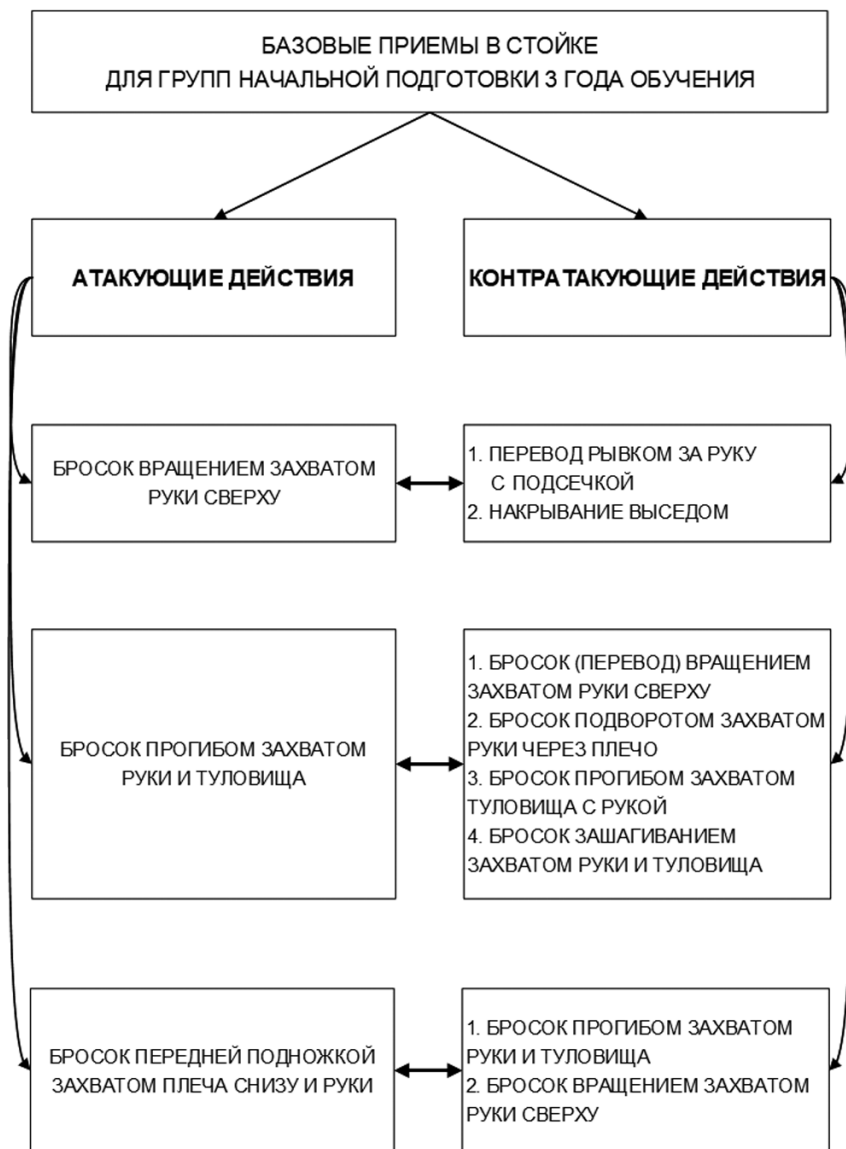 БАЗОВЫЕ ПРИЕМЫ В СТОЙКЕ
ДЛЯ ГРУПП НАЧАЛЬНОЙ ПОДГОТОВКИ 3 ГОДА ОБУЧЕНИЯ
АТАКУЮЩИЕ ДЕЙСТВИЯ
КОНТРАТАКУЮЩИЕ ДЕЙСТВИЯ
БРОСОК ВРАЩЕНИЕМ ЗАХВАТОМ
РУКИ СВЕРХУ
1. ПЕРЕВОД РЫВКОМ ЗА РУКУ
С ПОДСЕЧКОЙ
2. НАКРЫВАНИЕ ВЫСЕДОМ
БРОСОК ПРОГИБОМ ЗАХВАТОМ
РУКИ И ТУЛОВИЩА
1. БРОСОК (ПЕРЕВОД) ВРАЩЕНИЕМ
ЗАХВАТОМ РУКИ СВЕРХУ
2. БРОСОК ПОДВОРОТОМ ЗАХВАТОМ
РУКИ ЧЕРЕЗ ПЛЕЧО
3. БРОСОК ПРОГИБОМ ЗАХВАТОМ
ТУЛОВИЩА С РУКОЙ
4. БРОСОК ЗАШАГИВАНИЕМ
ЗАХВАТОМ РУКИ И ТУЛОВИЩА
БРОСОК ПЕРЕДНЕЙ ПОДНОЖКОЙ
ЗАХВАТОМ ПЛЕЧА СНИЗУ И РУКИ
1. БРОСОК ПРОГИБОМ ЗАХВАТОМ
РУКИ И ТУЛОВИЩА
2. БРОСОК ВРАЩЕНИЕМ ЗАХВАТОМ
РУКИ СВЕРХУ